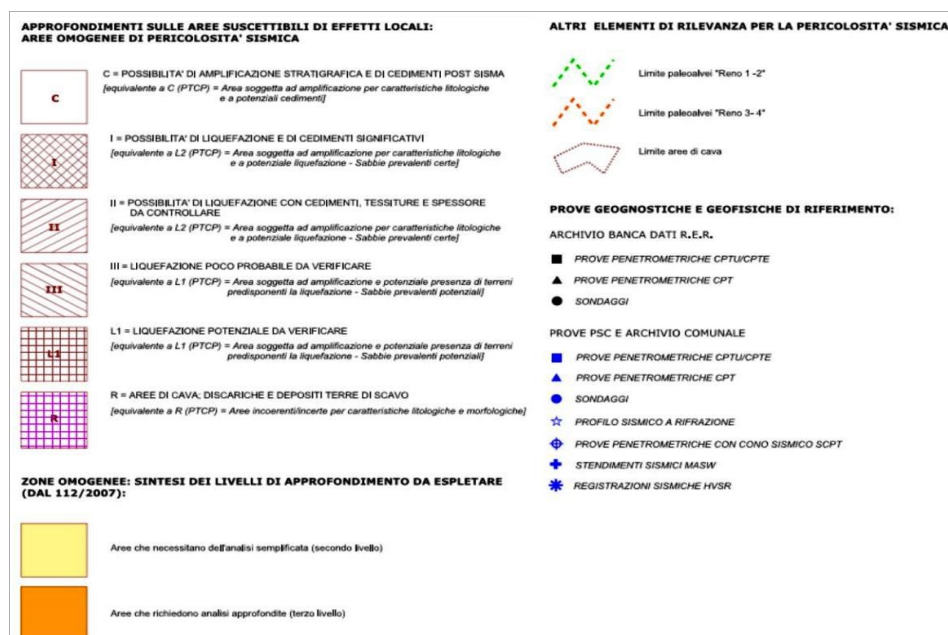 APPROFONDIMENTI SULLE AREE SUSCETTIBILI DI EFFETTI LOCALI:
AREE OMOGENEE DI PERICOLOSITA' SISMICA
C
C = POSSIBILITA' DI AMPLIFICAZIONE STRATIGRAFICA E DI CEDIMENTI POST SISMA
[equivalente a C (PTCP) = Area soggetta ad amplificazione per caratteristiche litologiche
e a potenziali cedimenti]
I
I = POSSIBILITA' DI LIQUEFAZIONE E DI CEDIMENTI SIGNIFICATIVI
[equivalente a L2 (PTCP) = Area soggetta ad amplificazione per caratteristiche litologiche
e a potenziale liquefazione - Sabbie prevalenti certe]
II
II = POSSIBILITA' DI LIQUEFAZIONE CON CEDIMENTI, TESSITURE E SPESSORE
DA CONTROLLARE
[equivalente a L2 (PTCP) = Area soggetta ad amplificazione per caratteristiche litologiche
e a potenziale liquefazione - Sabbie prevalenti certe]
III
III = LIQUEFAZIONE POCO PROBABILE DA VERIFICARE
[equivalente a L1 (PTCP) = Area soggetta ad amplificazione e potenziale presenza di terreni
predisponenti la liquefazione - Sabbie prevalenti potenziali]
L1
L1 = LIQUEFAZIONE POTENZIALE DA VERIFICARE
[equivalente a L1 (PTCP) = Area soggetta ad amplificazione e potenziale presenza di terreni
predisponenti la liquefazione - Sabbie prevalenti potenziali]
R
R = AREE DI CAVA; DISCARICHE E DEPOSITI TERRE DI SCAVO
[equivalente a R (PTCP) = Aree incoerenti/incerte per caratteristiche litologiche e morfologiche]
ZONE OMOGENEE: SINTESI DEI LIVELLI DI APPROFONDIMENTO DA ESPLETARE
(DAL 112/2007):
Aree che necessitano dell'analisi semplificata (secondo livello)
Aree che richiedono analisi approfondite (terzo livello)
ALTRI ELEMENTI DI RILEVANZA PER LA PERICOLOSITA' SISMICA
Limite paleoalvei "Reno 1 -2"
Limite paleoalvei "Reno 3- 4"
Limite aree di cava
PROVE GEOGNOSTICHE E GEOFISICHE DI RIFERIMENTO:
ARCHIVIO BANCA DATI R.E.R.
PROVE PENETROMETRICHE CPTU/CPTE
PROVE PENETROMETRICHE CPT
SONDAGGI
PROVE PSC E ARCHIVIO COMUNALE
PROVE PENETROMETRICHE CPTU/CPTE
PROVE PENETROMETRICHE CPT
SONDAGGI
PROFILO SISMICO A RIFRAZIONE
PROVE PENETROMETRICHE CON CONO SISMICO SCPT
STENDIMENTI SISMICI MASW
REGISTRAZIONI SISMICHE HVSR